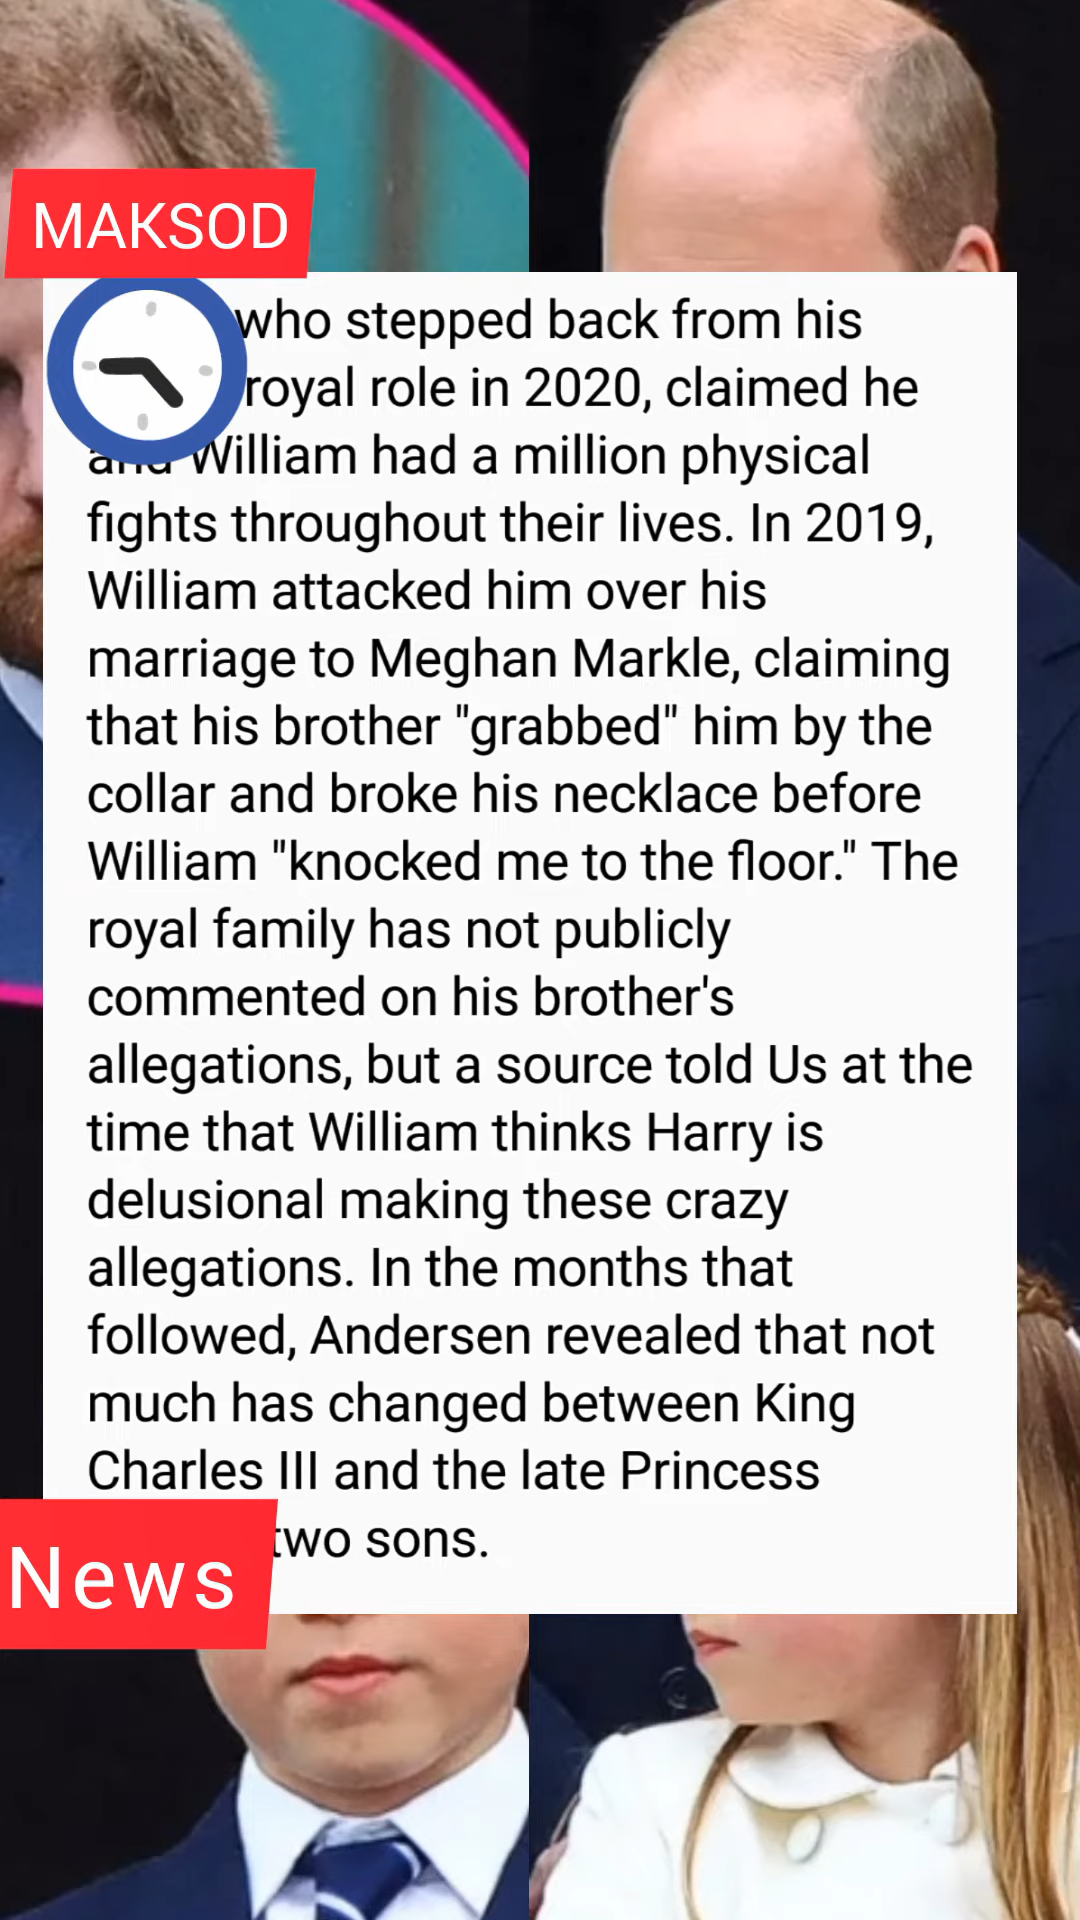 MAKSOD
who stepped back from his
royal role in 2020, claimed he
and William had a million physical
fights throughout their lives. In 2019,
William attacked him over his
marriage to Meghan Markle, claiming
that his brother "grabbed" him by the
collar and broke his necklace before
William "knocked me to the floor." The
royal family has not publicly
commented on his brother's
allegations, but a source told Us at the
time that William thinks Harry is
delusional making these crazy
allegations. In the months that
followed, Andersen revealed that not
much has changed between King
Charles III and the late Princess
two sons.
News